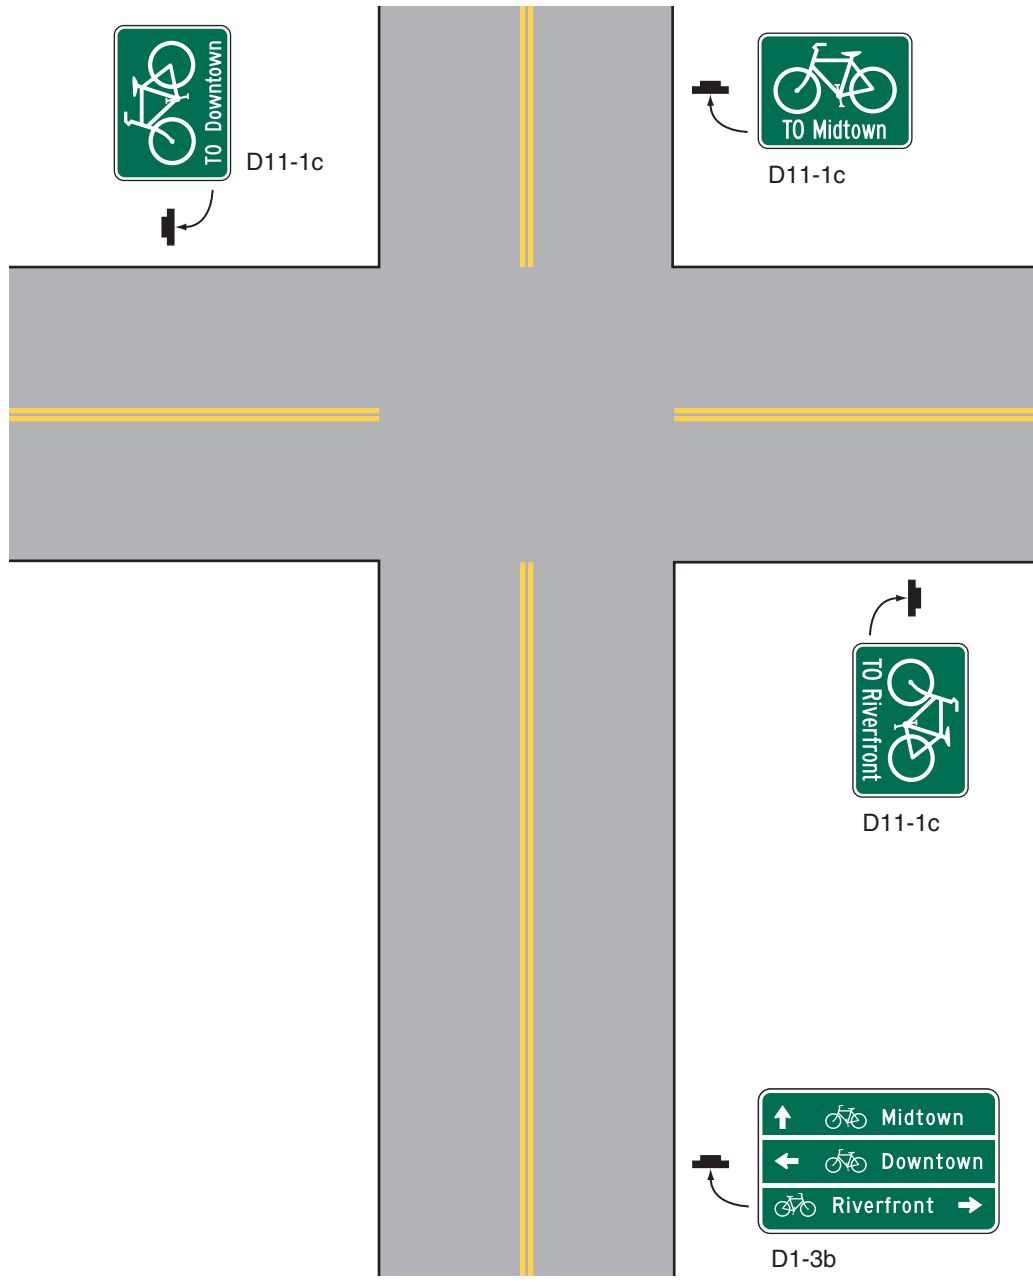 TO Downtown
D11-1c
TO Midtown
D11-1c
TO Riverfront
D11-1c
Midtown
Downtown
Riverfront
D1-3b